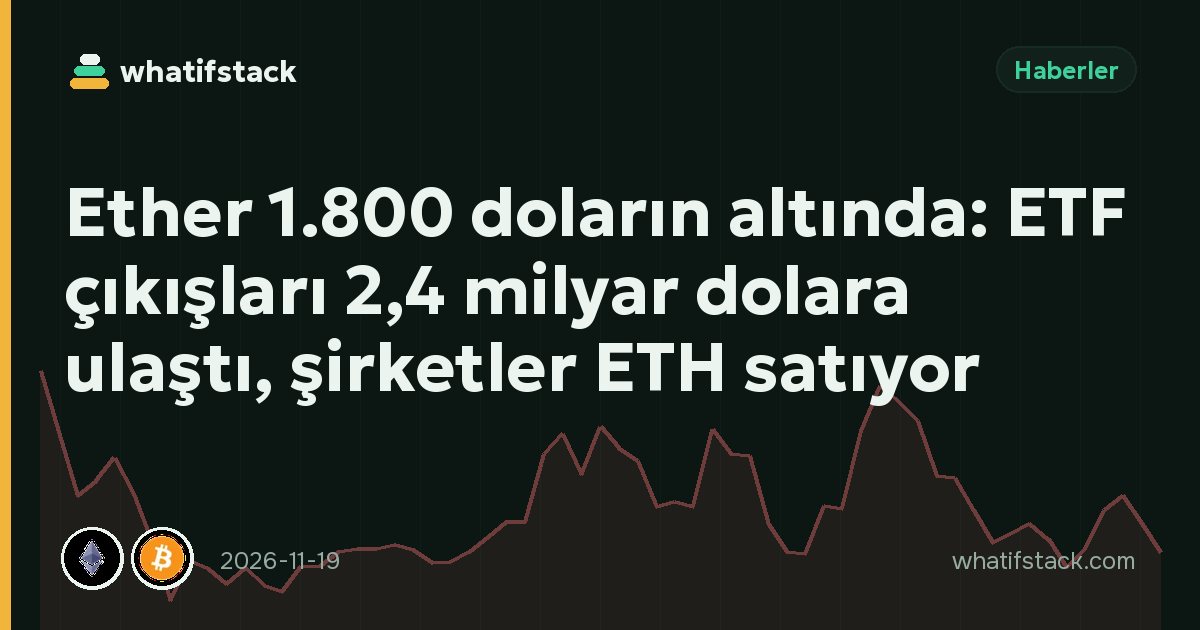 whatifstack
Haberler
Ether 1.800 doların altında: ETF
çıkışları 2,4 milyar dolara
ulaştı, şirketler ETH satıyor
2026-11-19
whatifstack.com